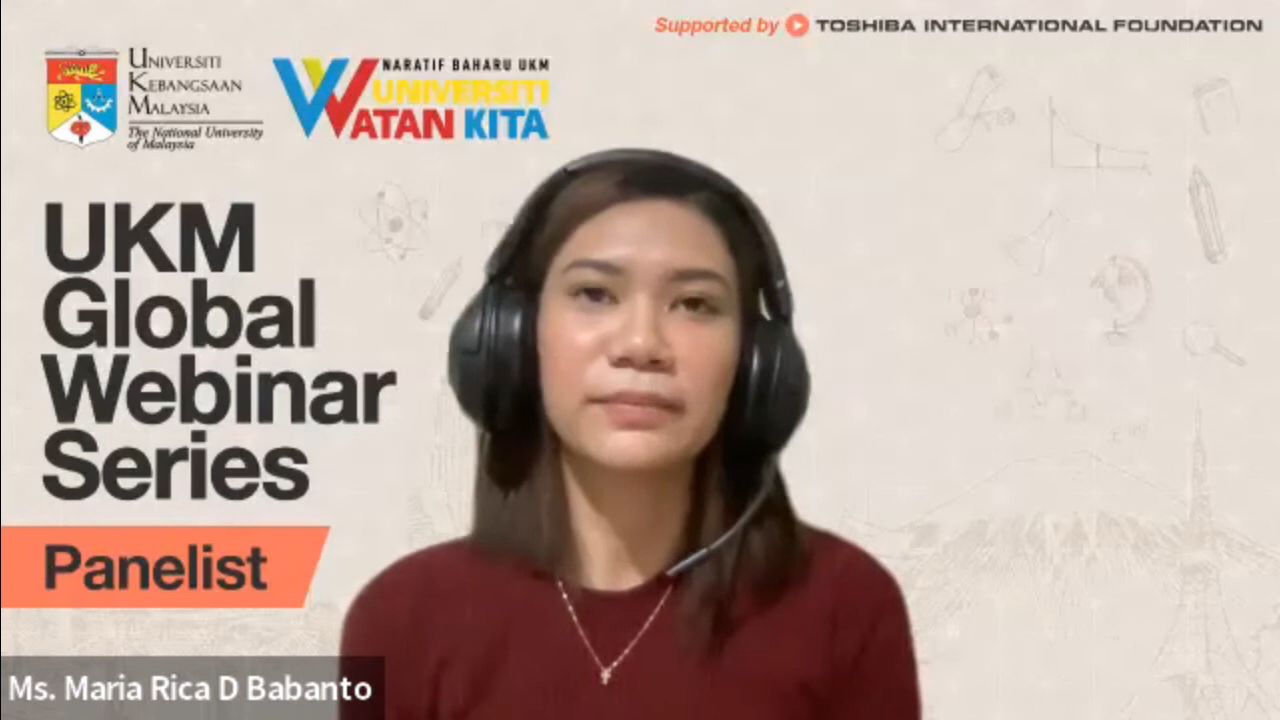 Supported by TOSHIBA INTERNATIONAL FOUNDATION
UNIVERSITI
KEBANGSAAN
MALAYSIA
The National University
of Malaysia
NARATIF BAHARU UKM
UNIVERSITI
WATAN KITA
UKM
Global
Webinar
Series
Panelist
Ms. Maria Rica D Babanto